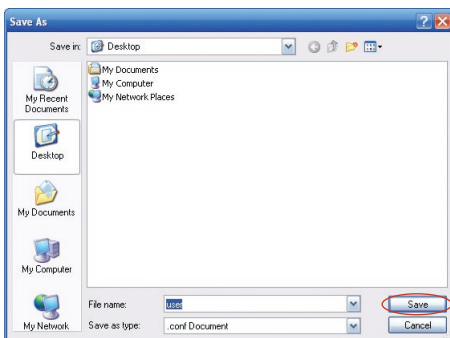 Save As
Save in: Desktop
My Recent Documents
Desktop
My Documents
My Computer
My Network
My Documents
My Computer
My Network Places
File name: user
Save
Save as type: .conf Document
Cancel